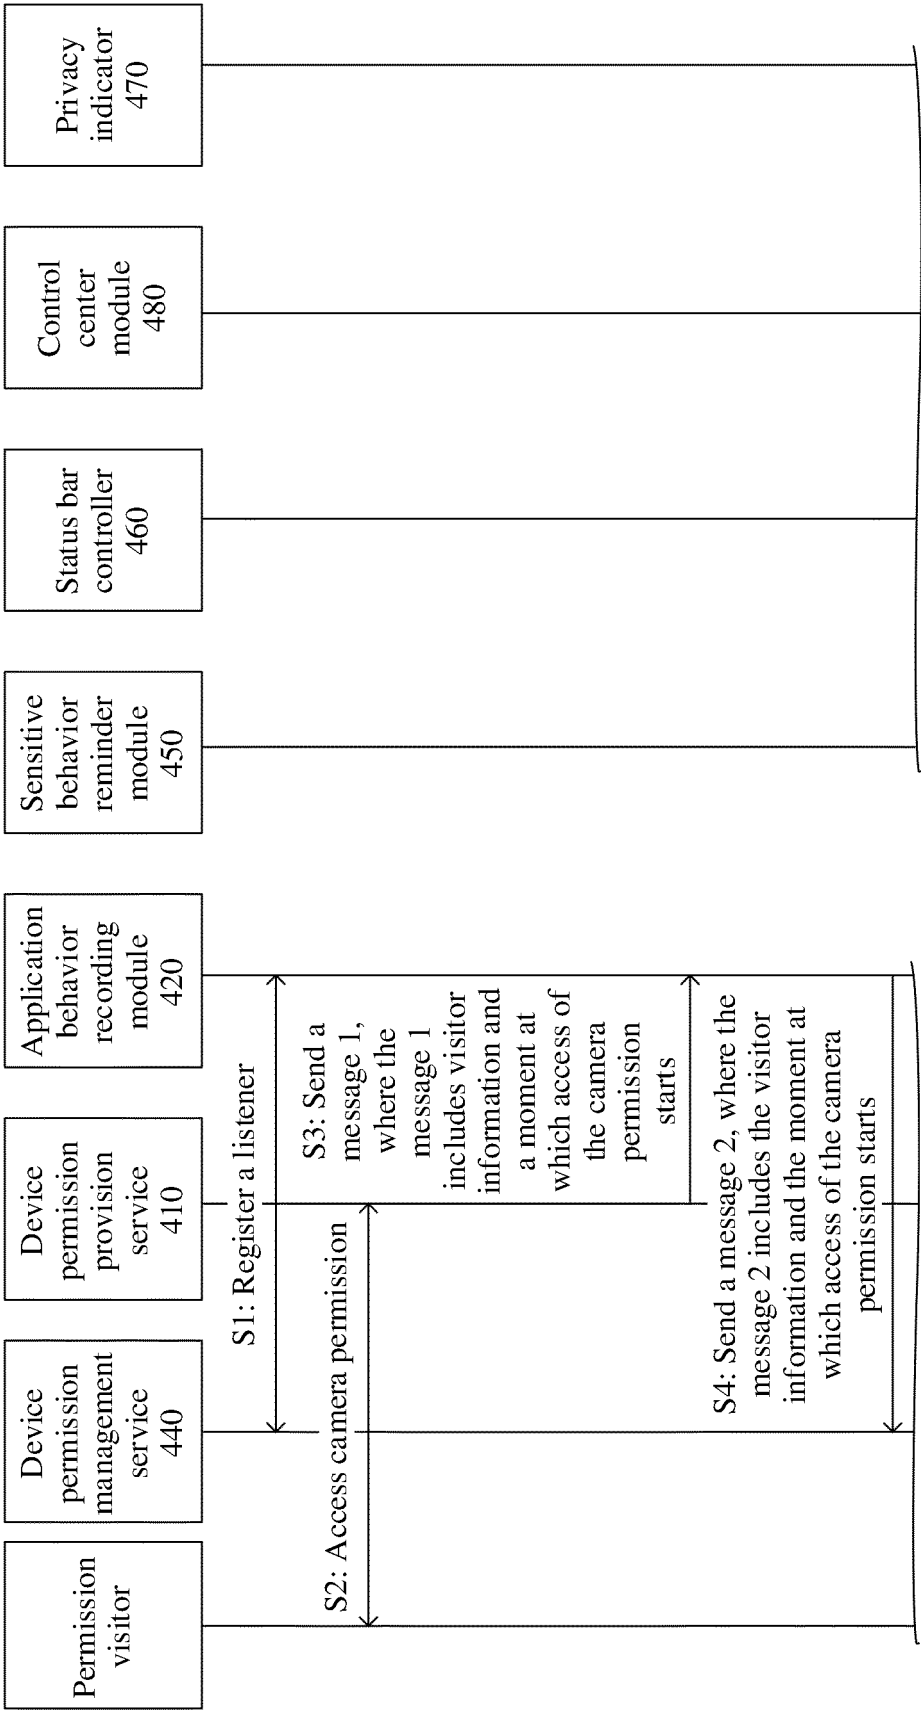 Permission
visitor
Device
permission
management
service
440
Device
permission
provision
service
410
Application
behavior
recording
module
420
Sensitive
behavior
reminder
module
450
Status bar
controller
460
Control
center
module
480
Privacy
indicator
470
S1: Register a listener
S2: Access camera permission
S3: Send a
message 1,
where the
message 1
includes visitor
information and
a moment at
which access of
the camera
permission
starts
S4: Send a message 2, where the
message 2 includes the visitor
information and the moment at
which access of the camera
permission starts